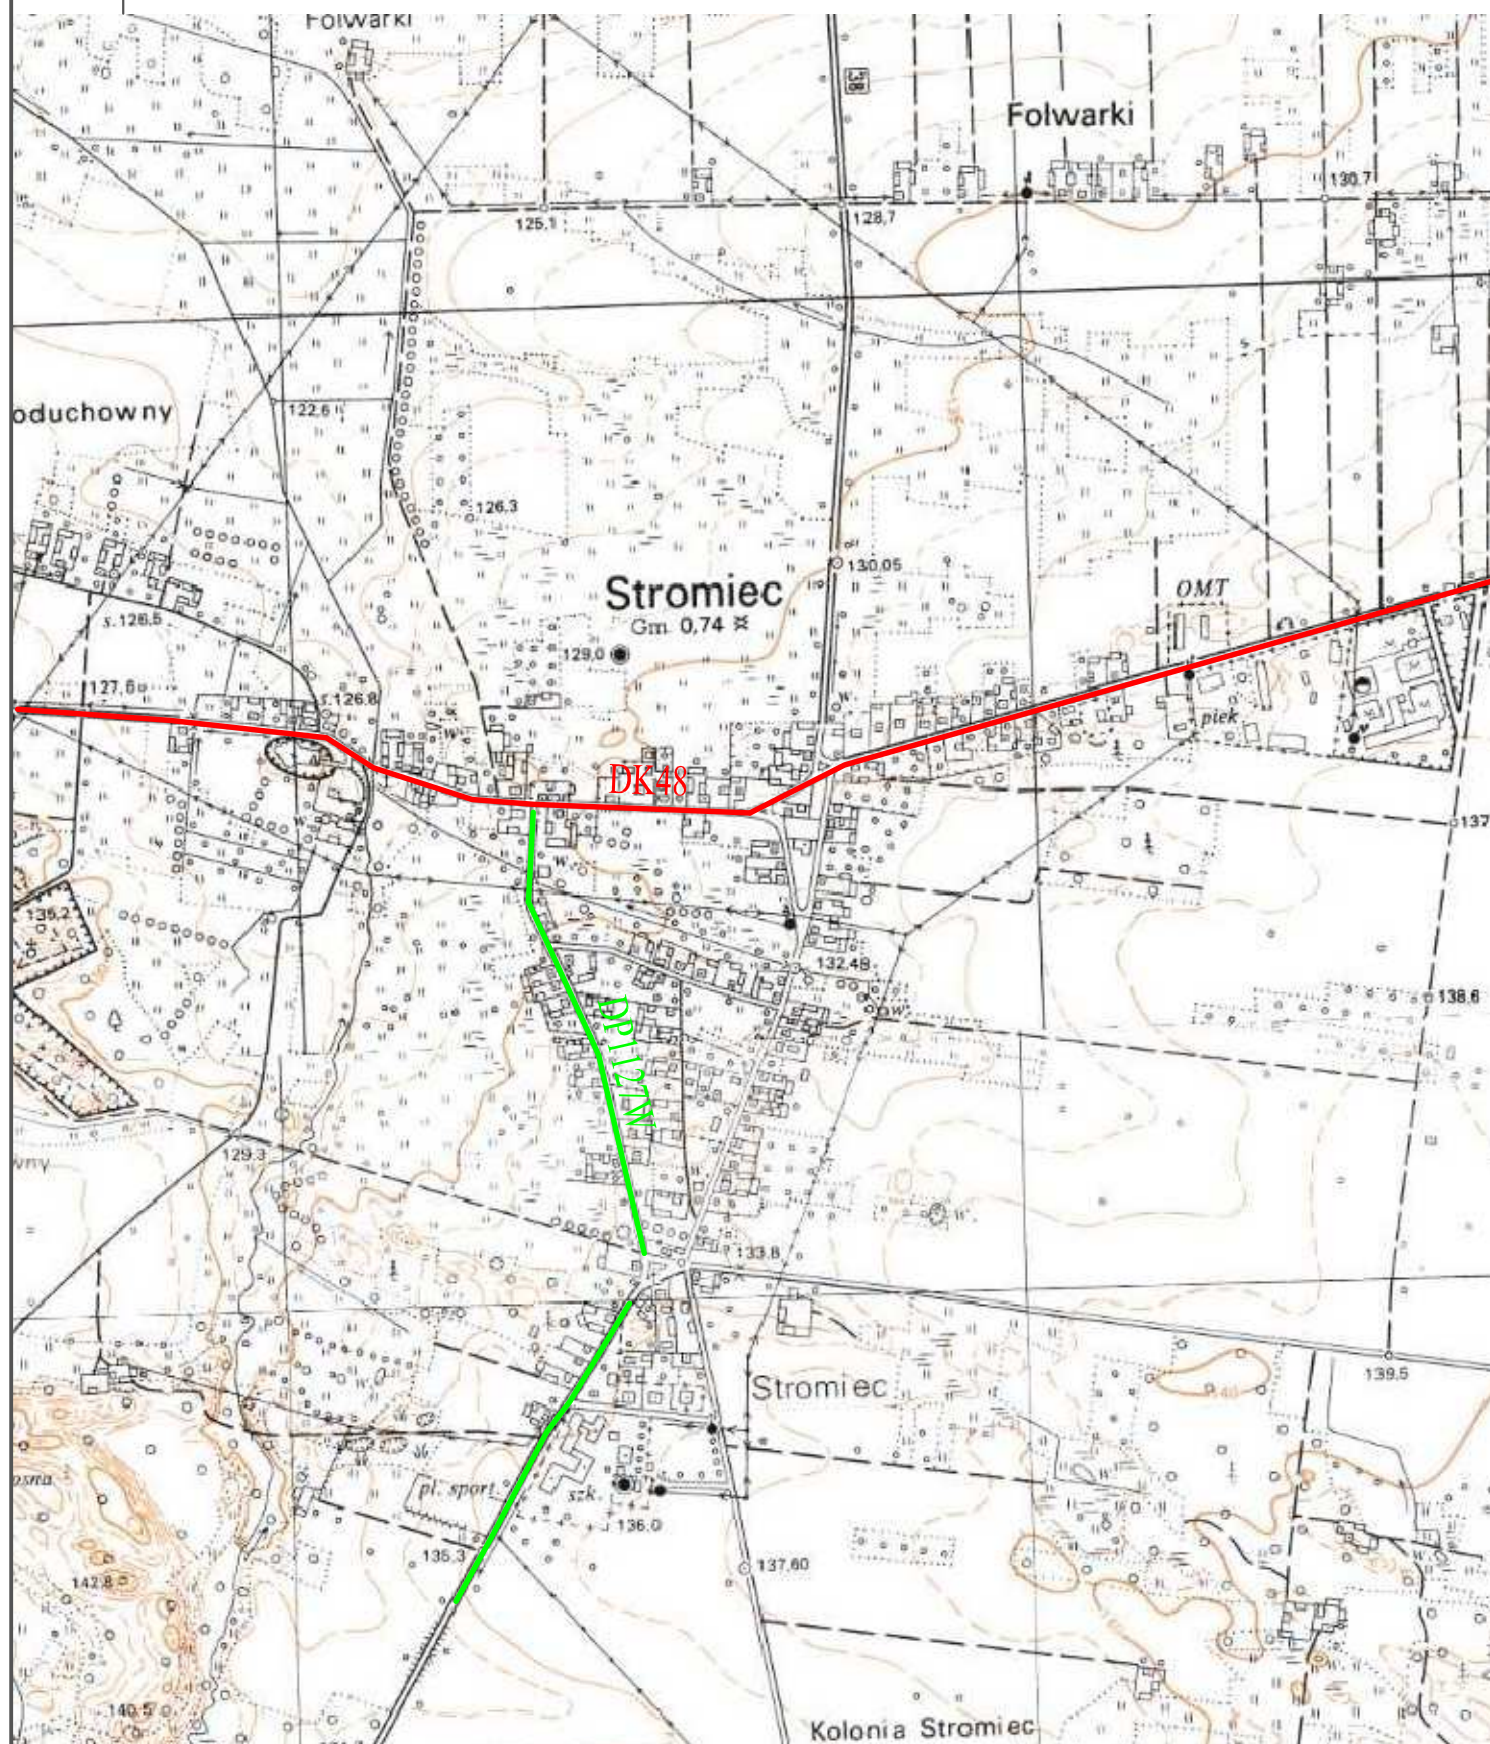 Folwarki
38
Folwarki
130.7
125.1
128,7
oduchowny
122.6
126.3
130,05
Stromiec
OMT
Gm. 0,74
s.126,5
129,0
127.6
s.126.8
W
piek
DK48
W
W
137
W
135.2
132.48
138.6
W
DP1127W
wny
129.3
133.8
139.5
Stromiec
W
osna
pl. sport.
szk.
136.0
135.3
137,60
142.8
W
140.5
Kolonia Stromiec